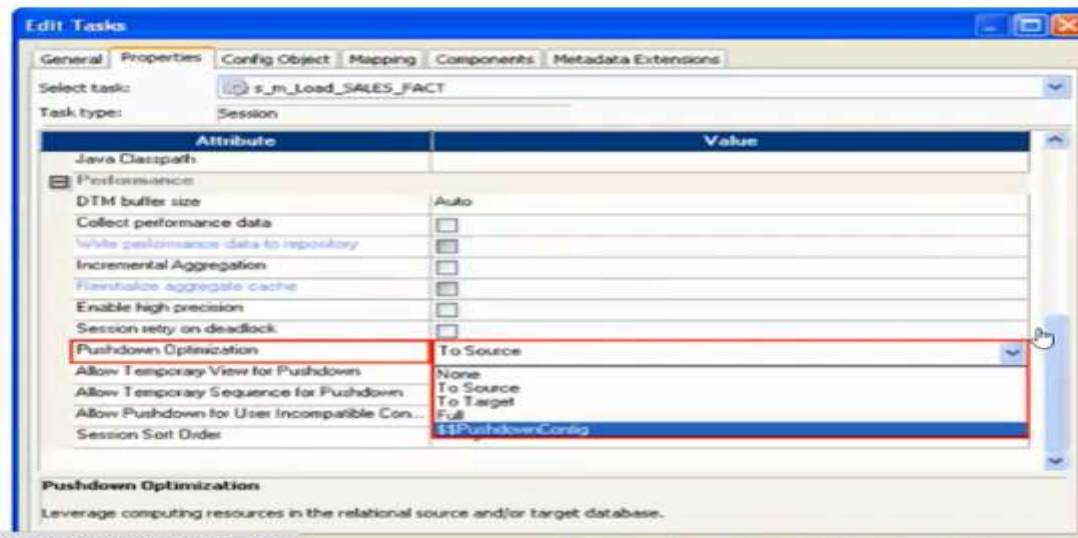 Edit Tasks
General Properties Config Object Mapping Components Metadata Extensions
Select task: s_m_Load_SALES_FACT
Task type: Session
Attribute Value
Java Classpath
Performance
DTM buffer size Auto
Collect performance data
Write performance data to repository
Incremental Aggregation
Reinitialize aggregate cache
Enable high precision
Session retry on deadlock
Pushdown Optimization To Source
Allow Temporary View for Pushdown None
Allow Temporary Sequence for Pushdown To Source
To Target
Allow Pushdown for User Incompatible Con... Full
Session Sort Order $$PushdownConfig
Pushdown Optimization
Leverage computing resources in the relational source and/or target database.